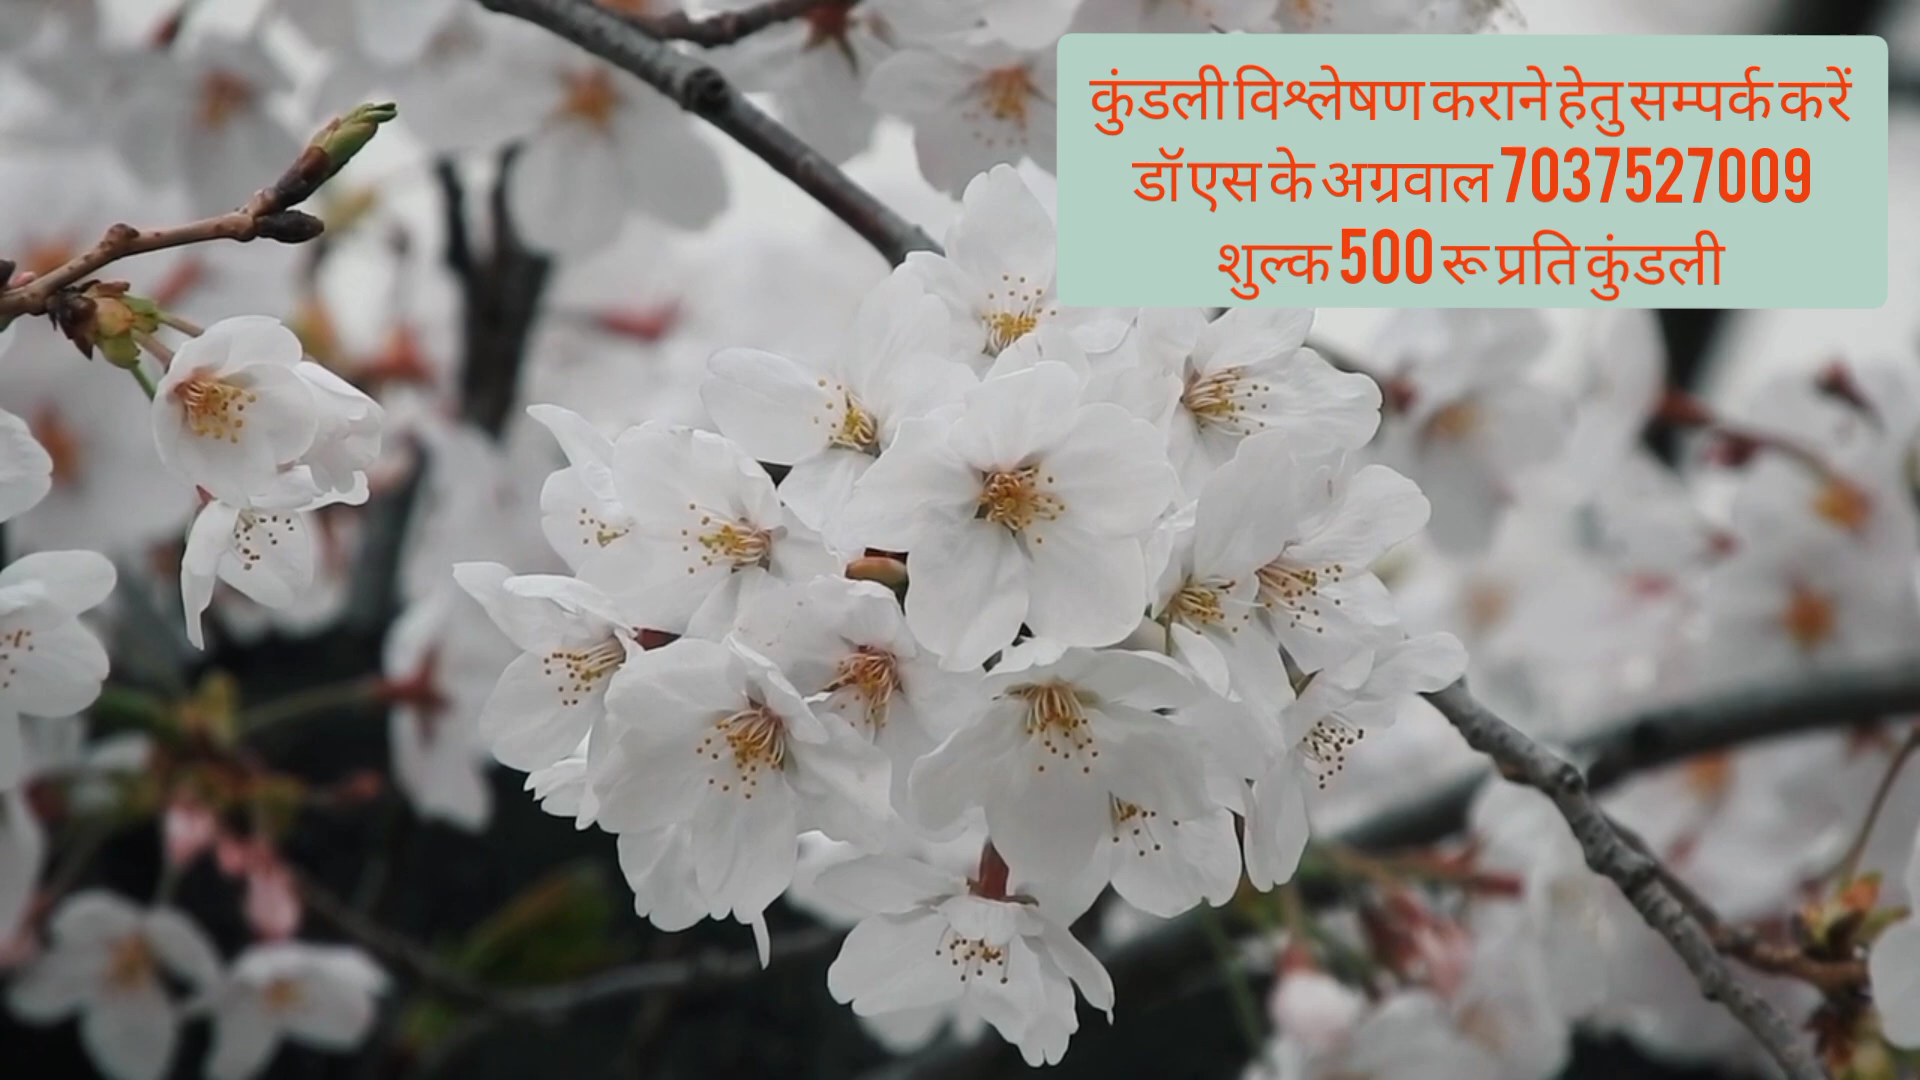 कुंडली विश्लेषण कराने हेतु सम्पर्क करें
डॉ एस के अग्रवाल 7037527009
शुल्क 500 रू प्रति कुंडली